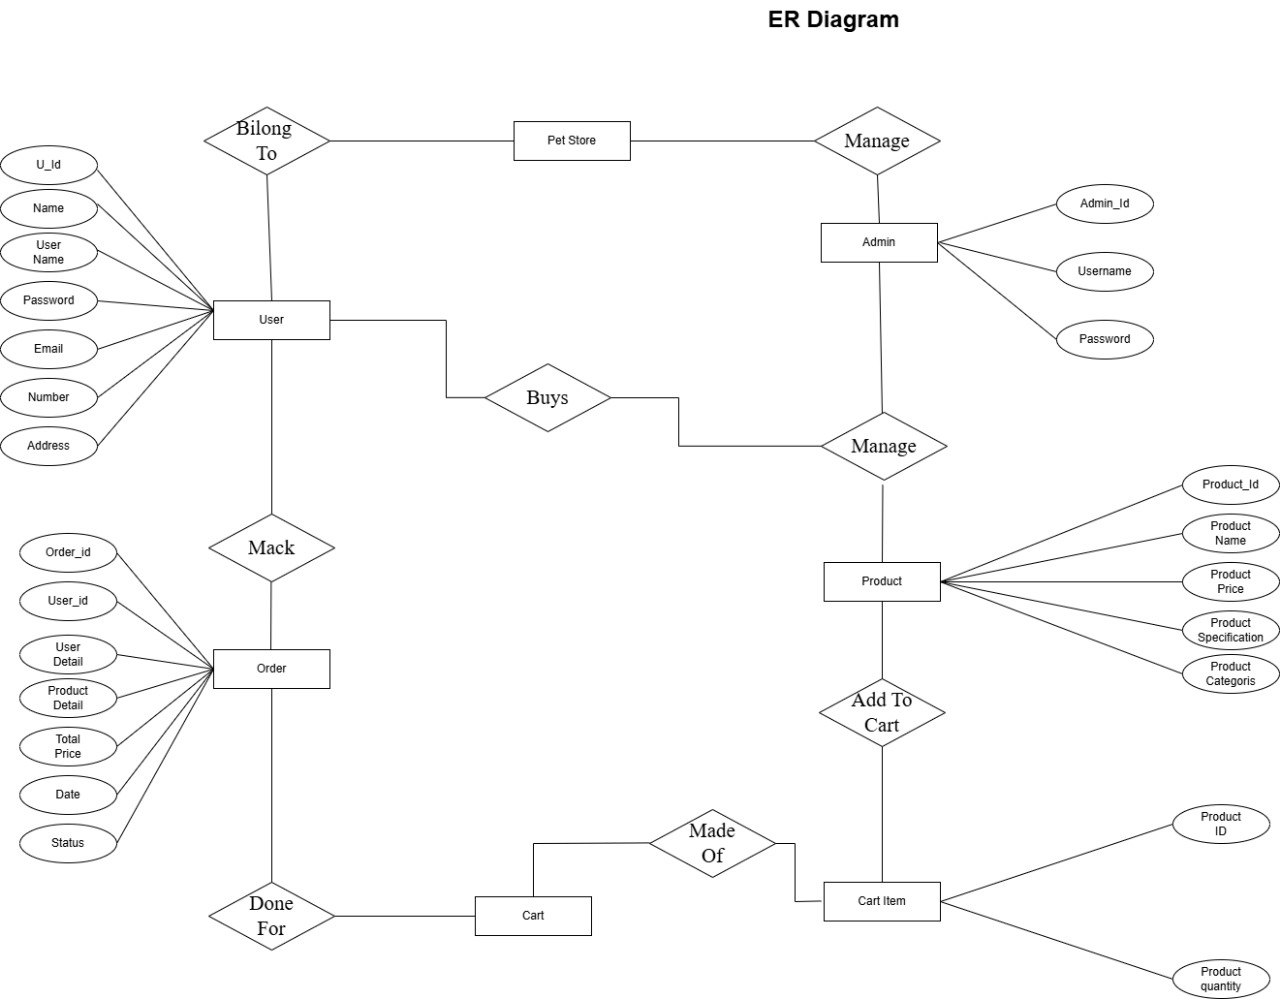 ER Diagram
Bilong
To
Pet Store
Manage
U_Id
Name
User
Name
Password
Email
Number
Address
User
Admin
Admin_Id
Username
Password
Buys
Manage
Mack
Product
Product_Id
Product
Name
Product
Price
Product
Specification
Product
Categoris
Order_id
User_id
User
Detail
Product
Detail
Total
Price
Date
Status
Order
Add To
Cart
Made
Of
Done
For
Cart
Cart Item
Product
ID
Product
quantity